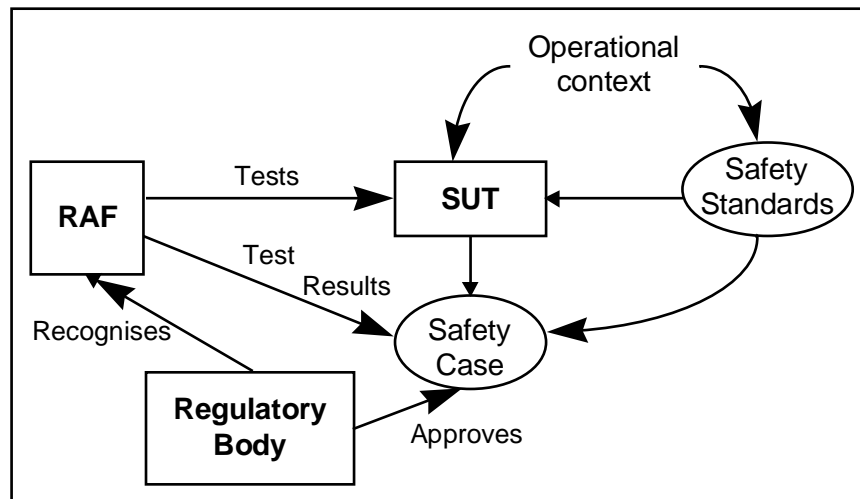 Operational
context
Tests
SUT
Safety
Standards
RAF
Test
Results
Recognises
Safety
Case
Regulatory
Body
Approves